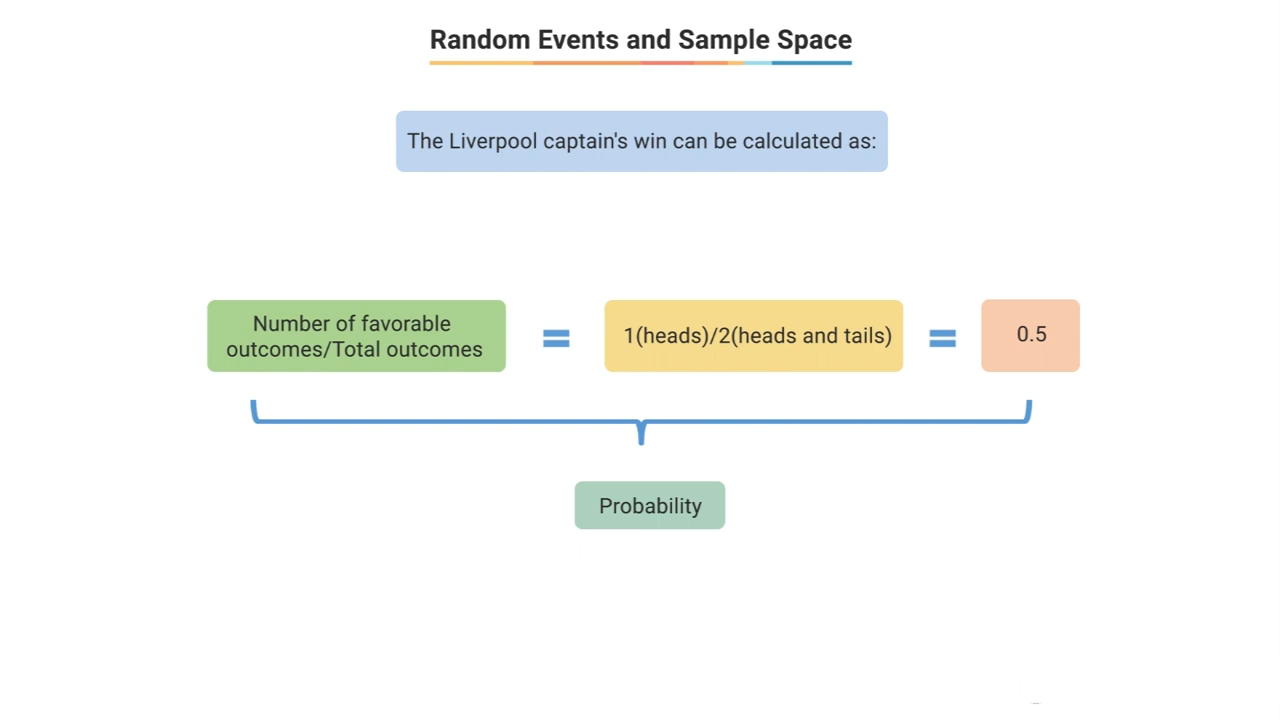 Random Events and Sample Space
The Liverpool captain's win can be calculated as:
Number of favorable
outcomes/Total outcomes
=
1(heads)/2(heads and tails)
=
0.5
Probability